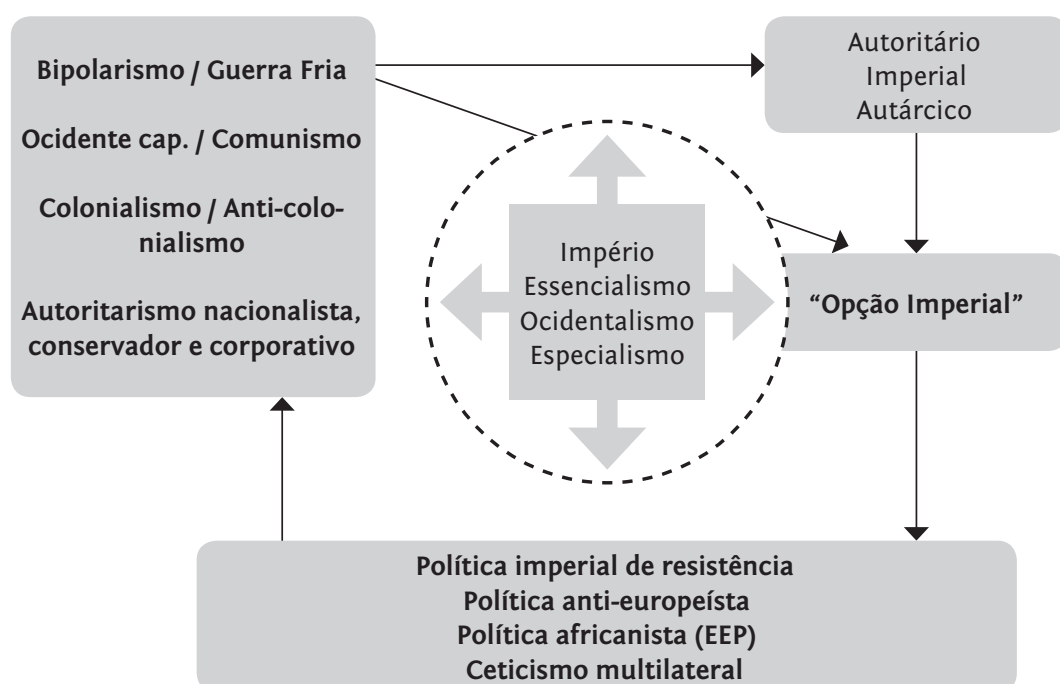 Bipolarismo / Guerra Fria
Ocidente cap. / Comunismo
Colonialismo / Anti-colo-
nialismo
Autoritarismo nacionalista,
conservador e corporativo
Autoritário
Imperial
Autárcico
Império
Essencialismo
Ocidentalismo
Especialismo
“Opção Imperial”
Política imperial de resistência
Política anti-europeísta
Política africanista (EEP)
Ceticismo multilateral